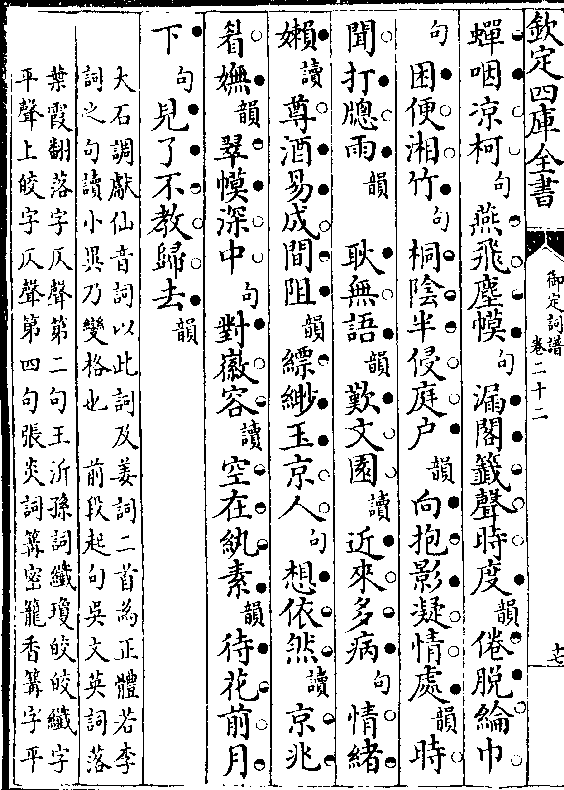 欽定四庫全書
御定詞譜
卷二十二
十七
蟬咽涼柯句燕飛塵幙句漏閣籤聲時度韻倦脫綸巾
句困便湘竹句桐陰半侵庭户韻向抱影凝情處韻時
聞打牕雨韻 耿無語韻歎文園讀近來多病句情緒
嬾讀尊酒易成間阻韻縹緲玉京人句想依然讀京兆
眉嫵韻翠幙深中句對徽容讀空在紈素韻待花前月
下句見了不教歸去韻
大石調獻仙音詞以此詞及姜詞二首為正體若李
詞之句讀小異乃變格也 前段起句吳文英詞落
葉霞翻落字仄聲第二句王沂孫詞纖瓊皎皎纖字
平聲上皎字仄聲第四句張炎詞篝密籠香篝字平